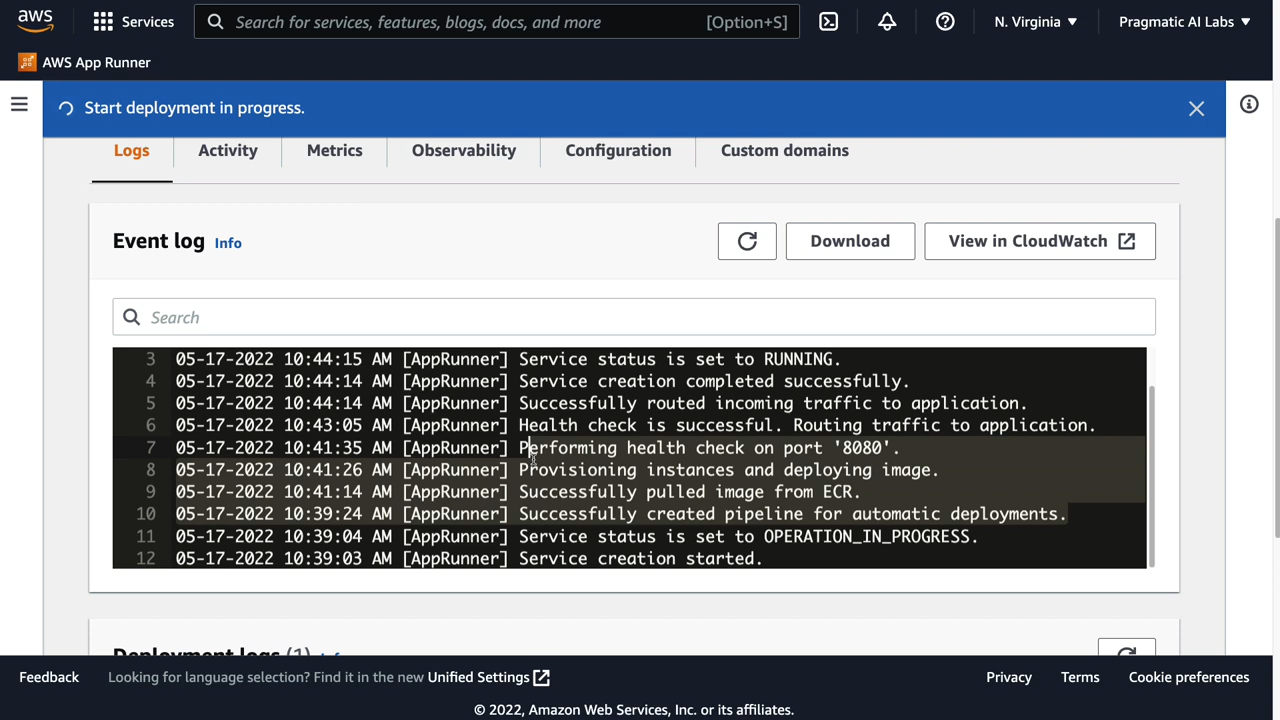 aws
Services
Search for services, features, blogs, docs, and more
[Option+S]
N. Virginia
Pragmatic AI Labs
AWS App Runner
Start deployment in progress.
Logs
Activity
Metrics
Observability
Configuration
Custom domains
Event log
Info
Download
View in CloudWatch
Search
3 05-17-2022 10:44:15 AM [AppRunner] Service status is set to RUNNING.
4 05-17-2022 10:44:14 AM [AppRunner] Service creation completed successfully.
5 05-17-2022 10:44:14 AM [AppRunner] Successfully routed incoming traffic to application.
6 05-17-2022 10:43:05 AM [AppRunner] Health check is successful. Routing traffic to application.
7 05-17-2022 10:41:35 AM [AppRunner] Performing health check on port '8080'.
8 05-17-2022 10:41:26 AM [AppRunner] Provisioning instances and deploying image.
9 05-17-2022 10:41:14 AM [AppRunner] Successfully pulled image from ECR.
10 05-17-2022 10:39:24 AM [AppRunner] Successfully created pipeline for automatic deployments.
11 05-17-2022 10:39:04 AM [AppRunner] Service status is set to OPERATION_IN_PROGRESS.
12 05-17-2022 10:39:03 AM [AppRunner] Service creation started.
Deployment logs (1)
Feedback
Looking for language selection? Find it in the new Unified Settings
Privacy
Terms
Cookie preferences
© 2022, Amazon Web Services, Inc. or its affiliates.